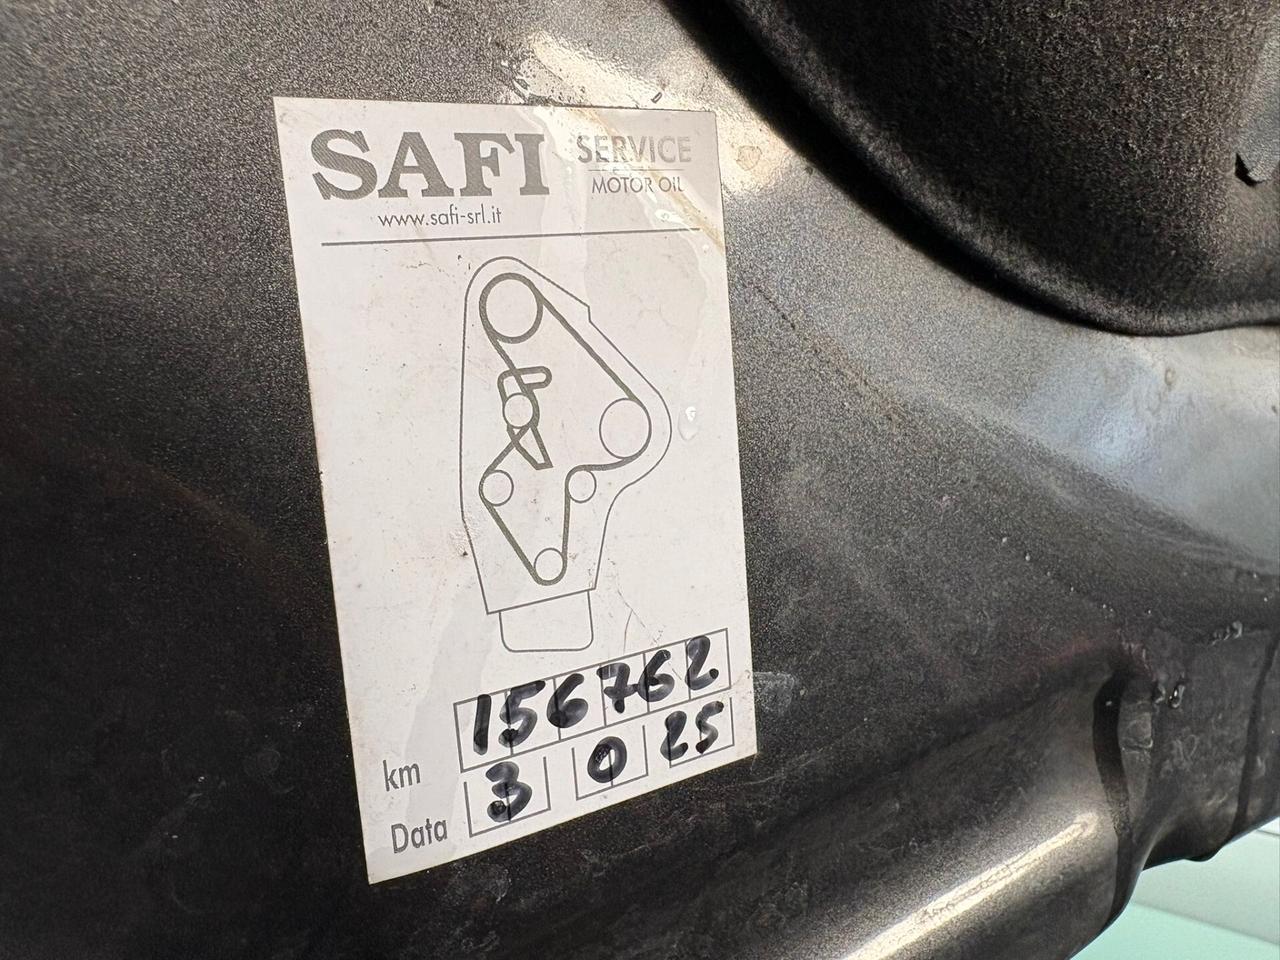 SAFI SERVICE
MOTOR OIL
www.safi-srl.it
km 156762
Data 3 0 25